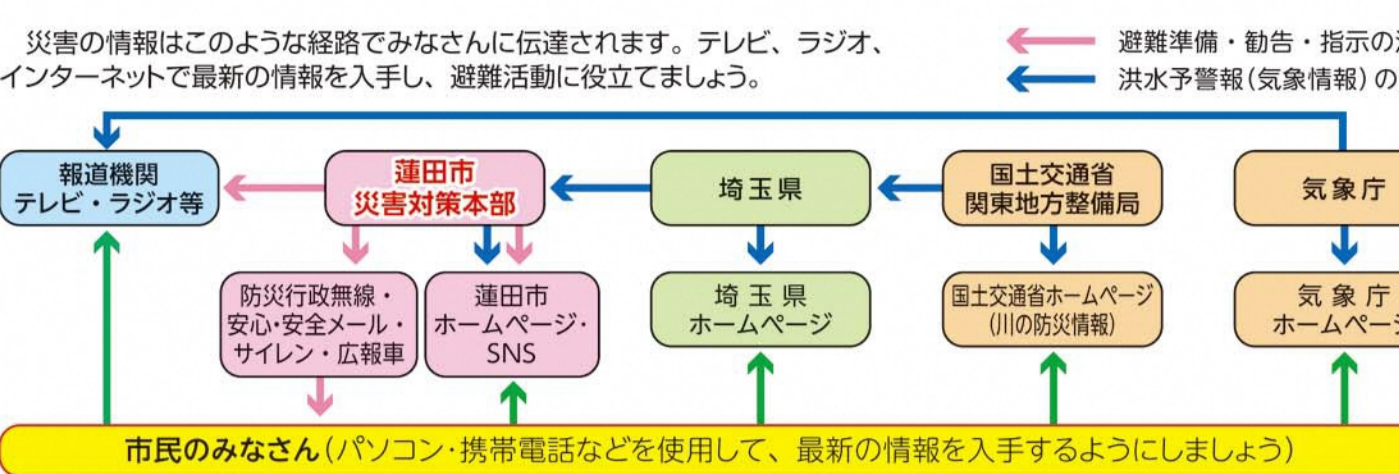 災害の情報はこのような経路でみなさんに伝達されます。テレビ、ラジオ、
インターネットで最新の情報を入手し、避難活動に役立てましょう。
避難準備・勧告・指示の
洪水予警報(気象情報)の
報道機関
テレビ・ラジオ等
蓮田市
災害対策本部
埼玉県
国土交通省
関東地方整備局
気象庁
防災行政無線・
安心・安全メール・
サイレン・広報車
蓮田市
ホームページ・
SNS
埼玉県
ホームページ
国土交通省ホームページ
(川の防災情報)
気象庁
ホームペー
市民のみなさん(パソコン・携帯電話などを使用して、最新の情報を入手するようにしましょう)